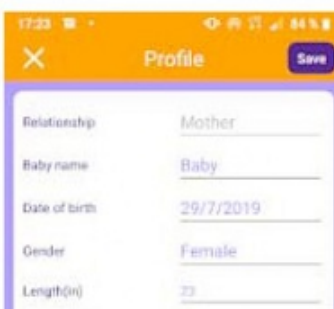 17:23 84%
Profile Save
Relationship Mother
Baby name Baby
Date of birth 29/7/2019
Gender Female
Length(in)